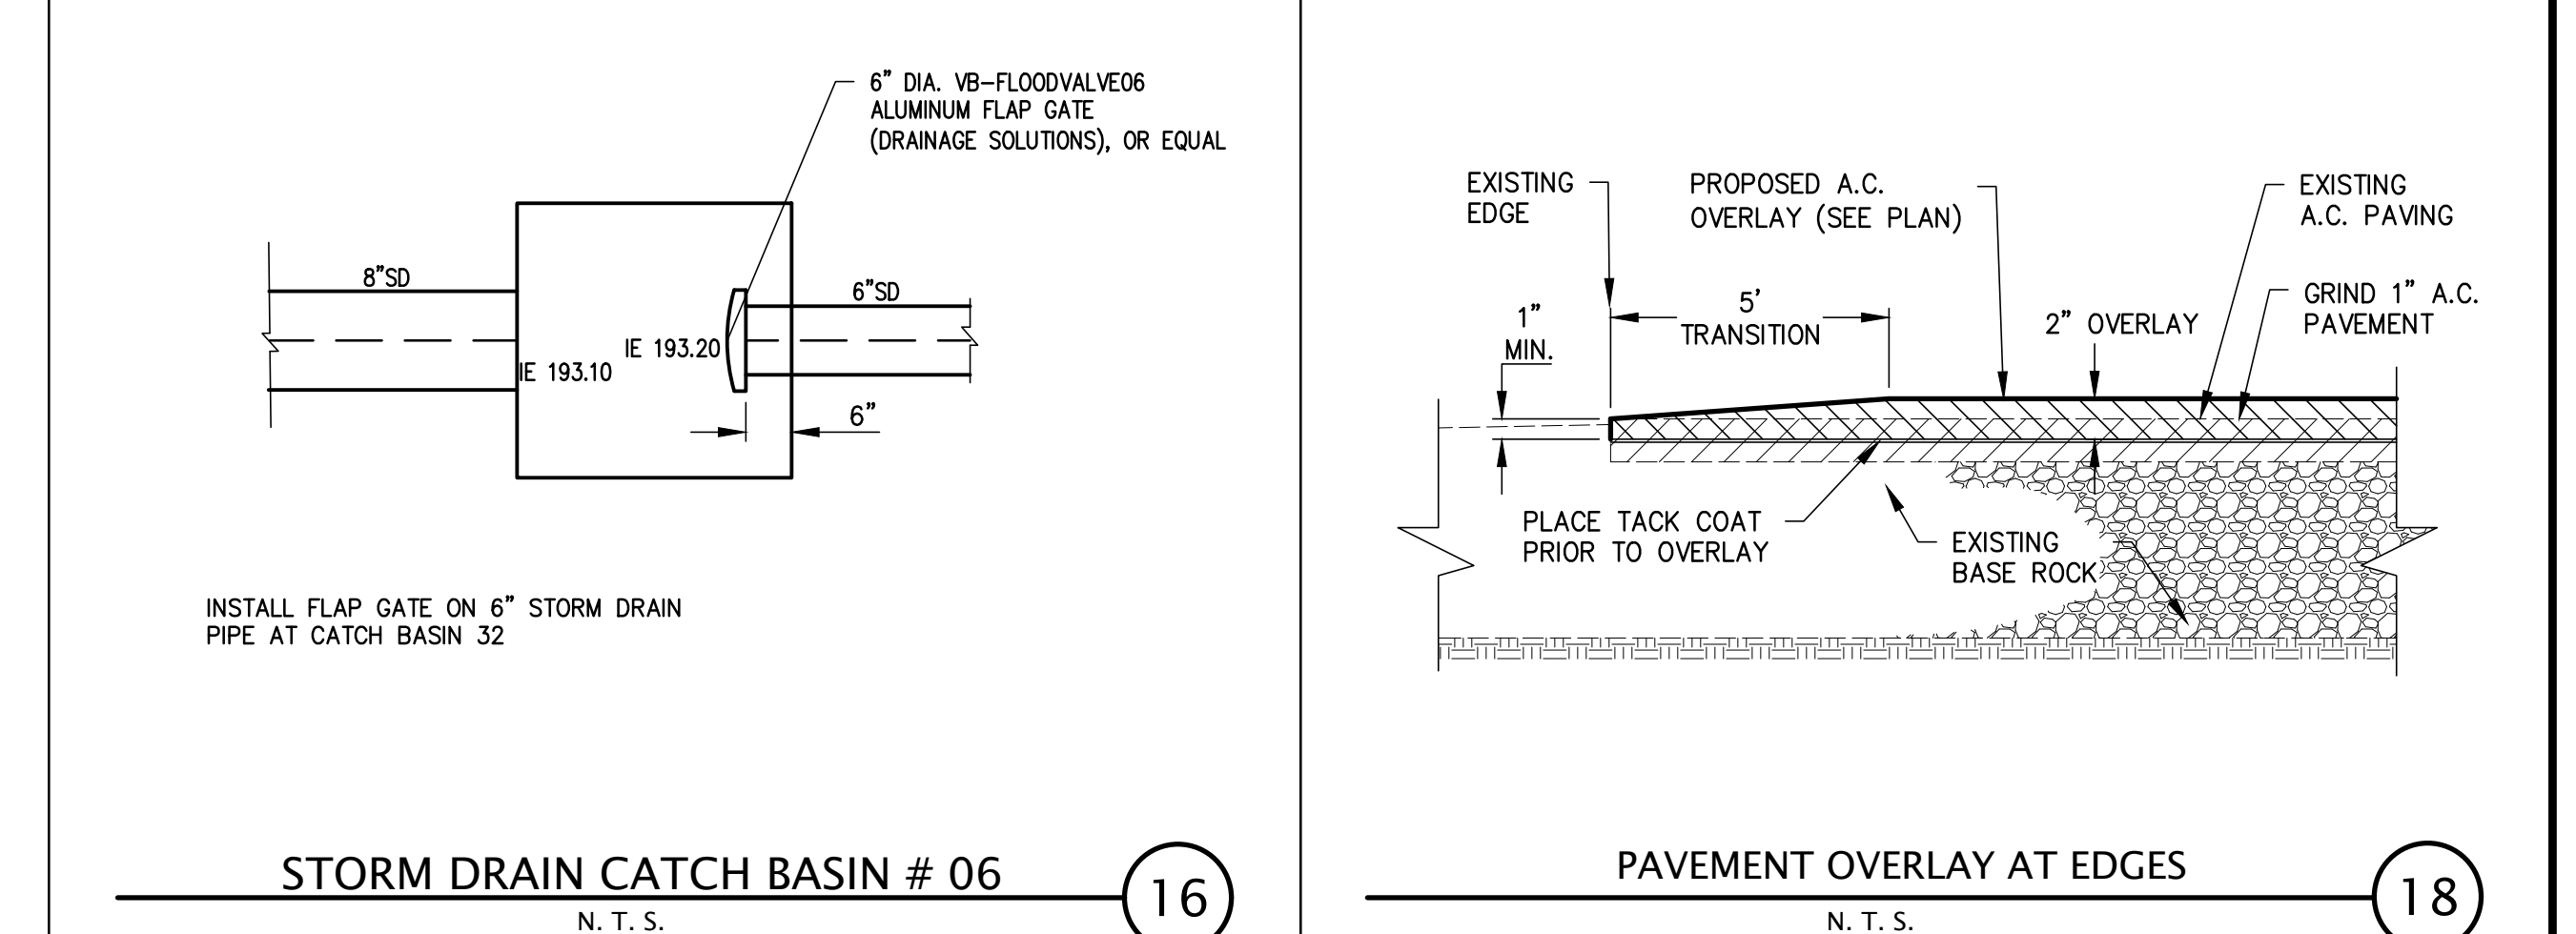 6" DIA. VB-FLOODVALVE06
ALUMINUM FLAP GATE
(DRAINAGE SOLUTIONS), OR EQUAL
8"SD
6"SD
IE 193.20
IE 193.10
6"
INSTALL FLAP GATE ON 6" STORM DRAIN
PIPE AT CATCH BASIN 32
STORM DRAIN CATCH BASIN # 06
16
N. T. S.
EXISTING
EDGE
PROPOSED A.C.
OVERLAY (SEE PLAN)
EXISTING
A.C. PAVING
GRIND 1" A.C.
PAVEMENT
1"
MIN.
5'
TRANSITION
2" OVERLAY
PLACE TACK COAT
PRIOR TO OVERLAY
EXISTING
BASE ROCK
PAVEMENT OVERLAY AT EDGES
18
N. T. S.